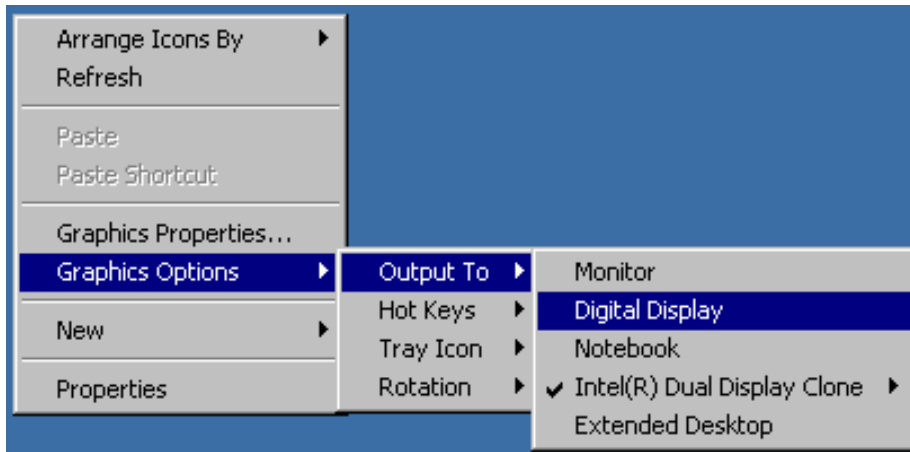 Arrange Icons By
Refresh
Paste
Paste Shortcut
Graphics Properties...
Graphics Options
New
Properties
Output To
Hot Keys
Tray Icon
Rotation
Monitor
Digital Display
Notebook
Intel(R) Dual Display Clone
Extended Desktop